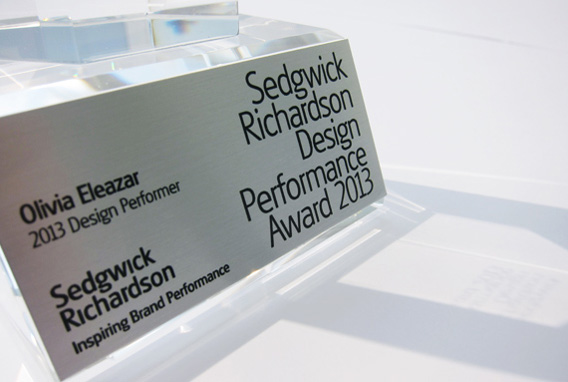 Sedgwick
Richardson
Design
Performance
Award 2013
Olivia Eleazar
2013 Design Performer
Sedgwick
Richardson
Inspiring Brand Performance